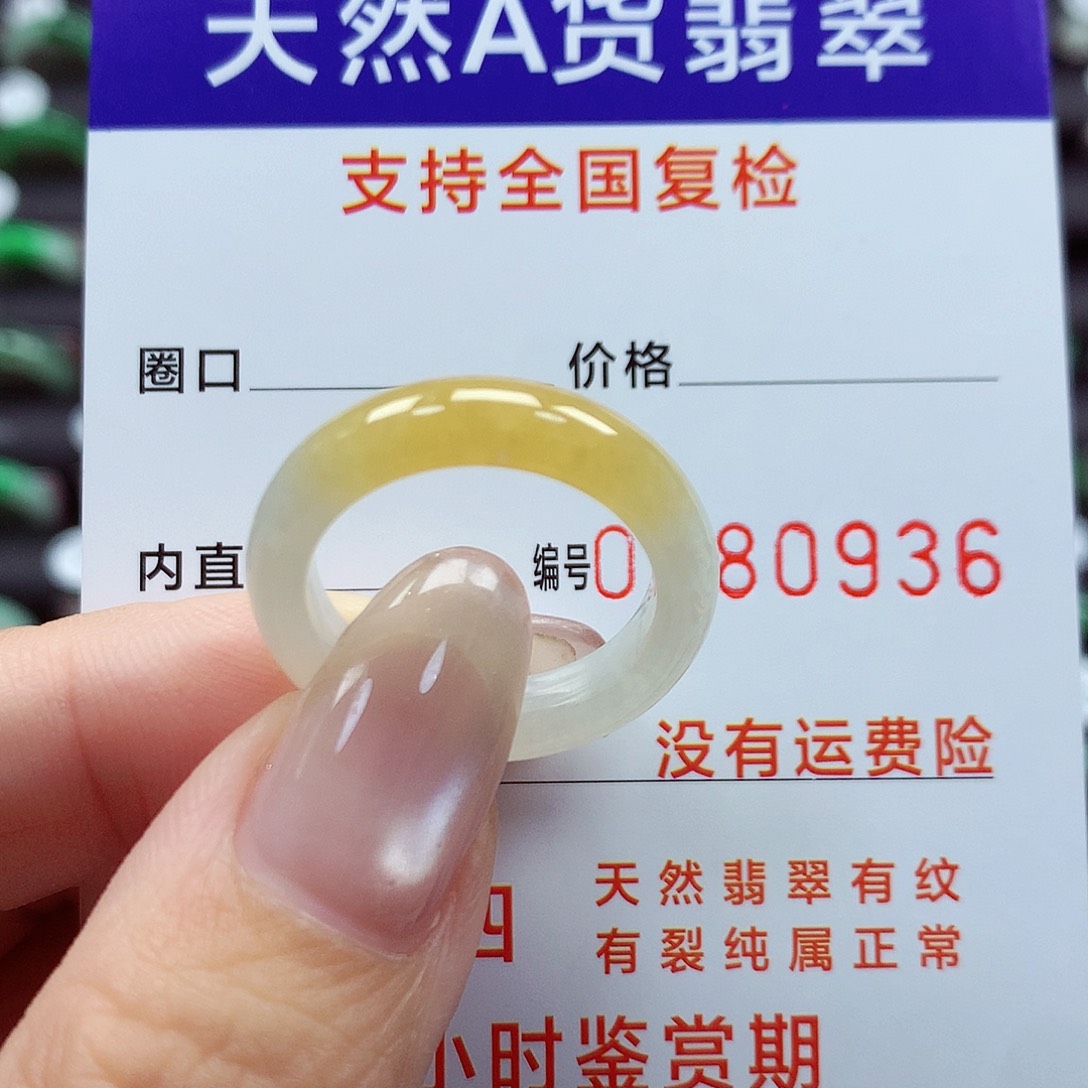 天然A货翡翠
支持全国复检
圈口 价格
内直 编号0 80936
没有运费险
四
天然翡翠有纹
有裂纯属正常
小时鉴赏期